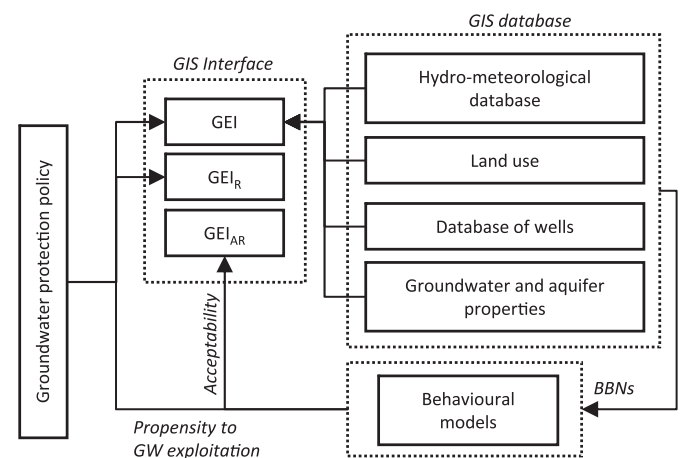 GIS database
GIS Interface
Hydro-meteorological
database
GEI
Land use
GEI_R
Database of wells
GEI_AR
Groundwater and aquifer
properties
Groundwater protection policy
Acceptability
Behavioural
models
BBNs
Propensity to
GW exploitation